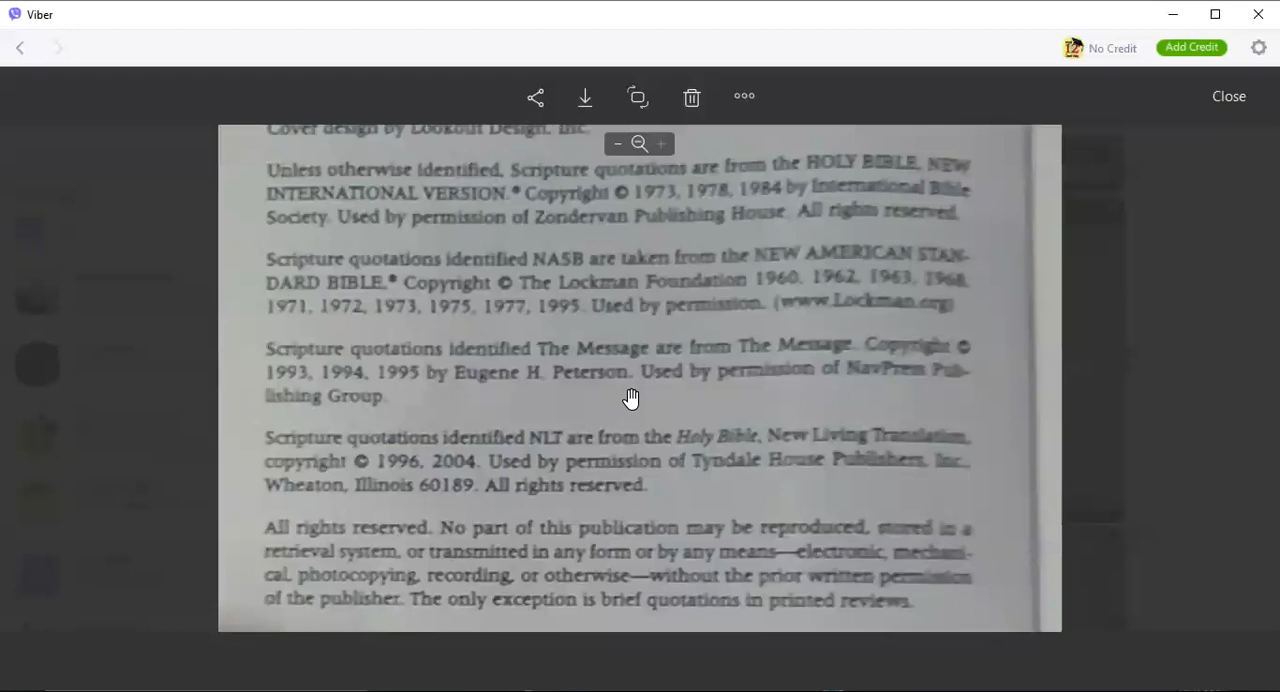 Viber
No Credit
Add Credit
Close
Cover design by Lookout Design, Inc.
Unless otherwise identified, Scripture quotations are from the HOLY BIBLE, NEW
INTERNATIONAL VERSION.® Copyright © 1973, 1978, 1984 by International Bible
Society. Used by permission of Zondervan Publishing House. All rights reserved.
Scripture quotations identified NASB are taken from the NEW AMERICAN STAN-
DARD BIBLE,® Copyright © The Lockman Foundation 1960, 1962, 1963, 1968,
1971, 1972, 1973, 1975, 1977, 1995. Used by permission. (www.Lockman.org)
Scripture quotations identified The Message are from The Message. Copyright ©
1993, 1994, 1995 by Eugene H. Peterson. Used by permission of NavPress Pub-
lishing Group.
Scripture quotations identified NLT are from the Holy Bible, New Living Translation,
copyright © 1996, 2004. Used by permission of Tyndale House Publishers, Inc.,
Wheaton, Illinois 60189. All rights reserved.
All rights reserved. No part of this publication may be reproduced, stored in a
retrieval system, or transmitted in any form or by any means—electronic, mechani-
cal, photocopying, recording, or otherwise—without the prior written permission
of the publisher. The only exception is brief quotations in printed reviews.